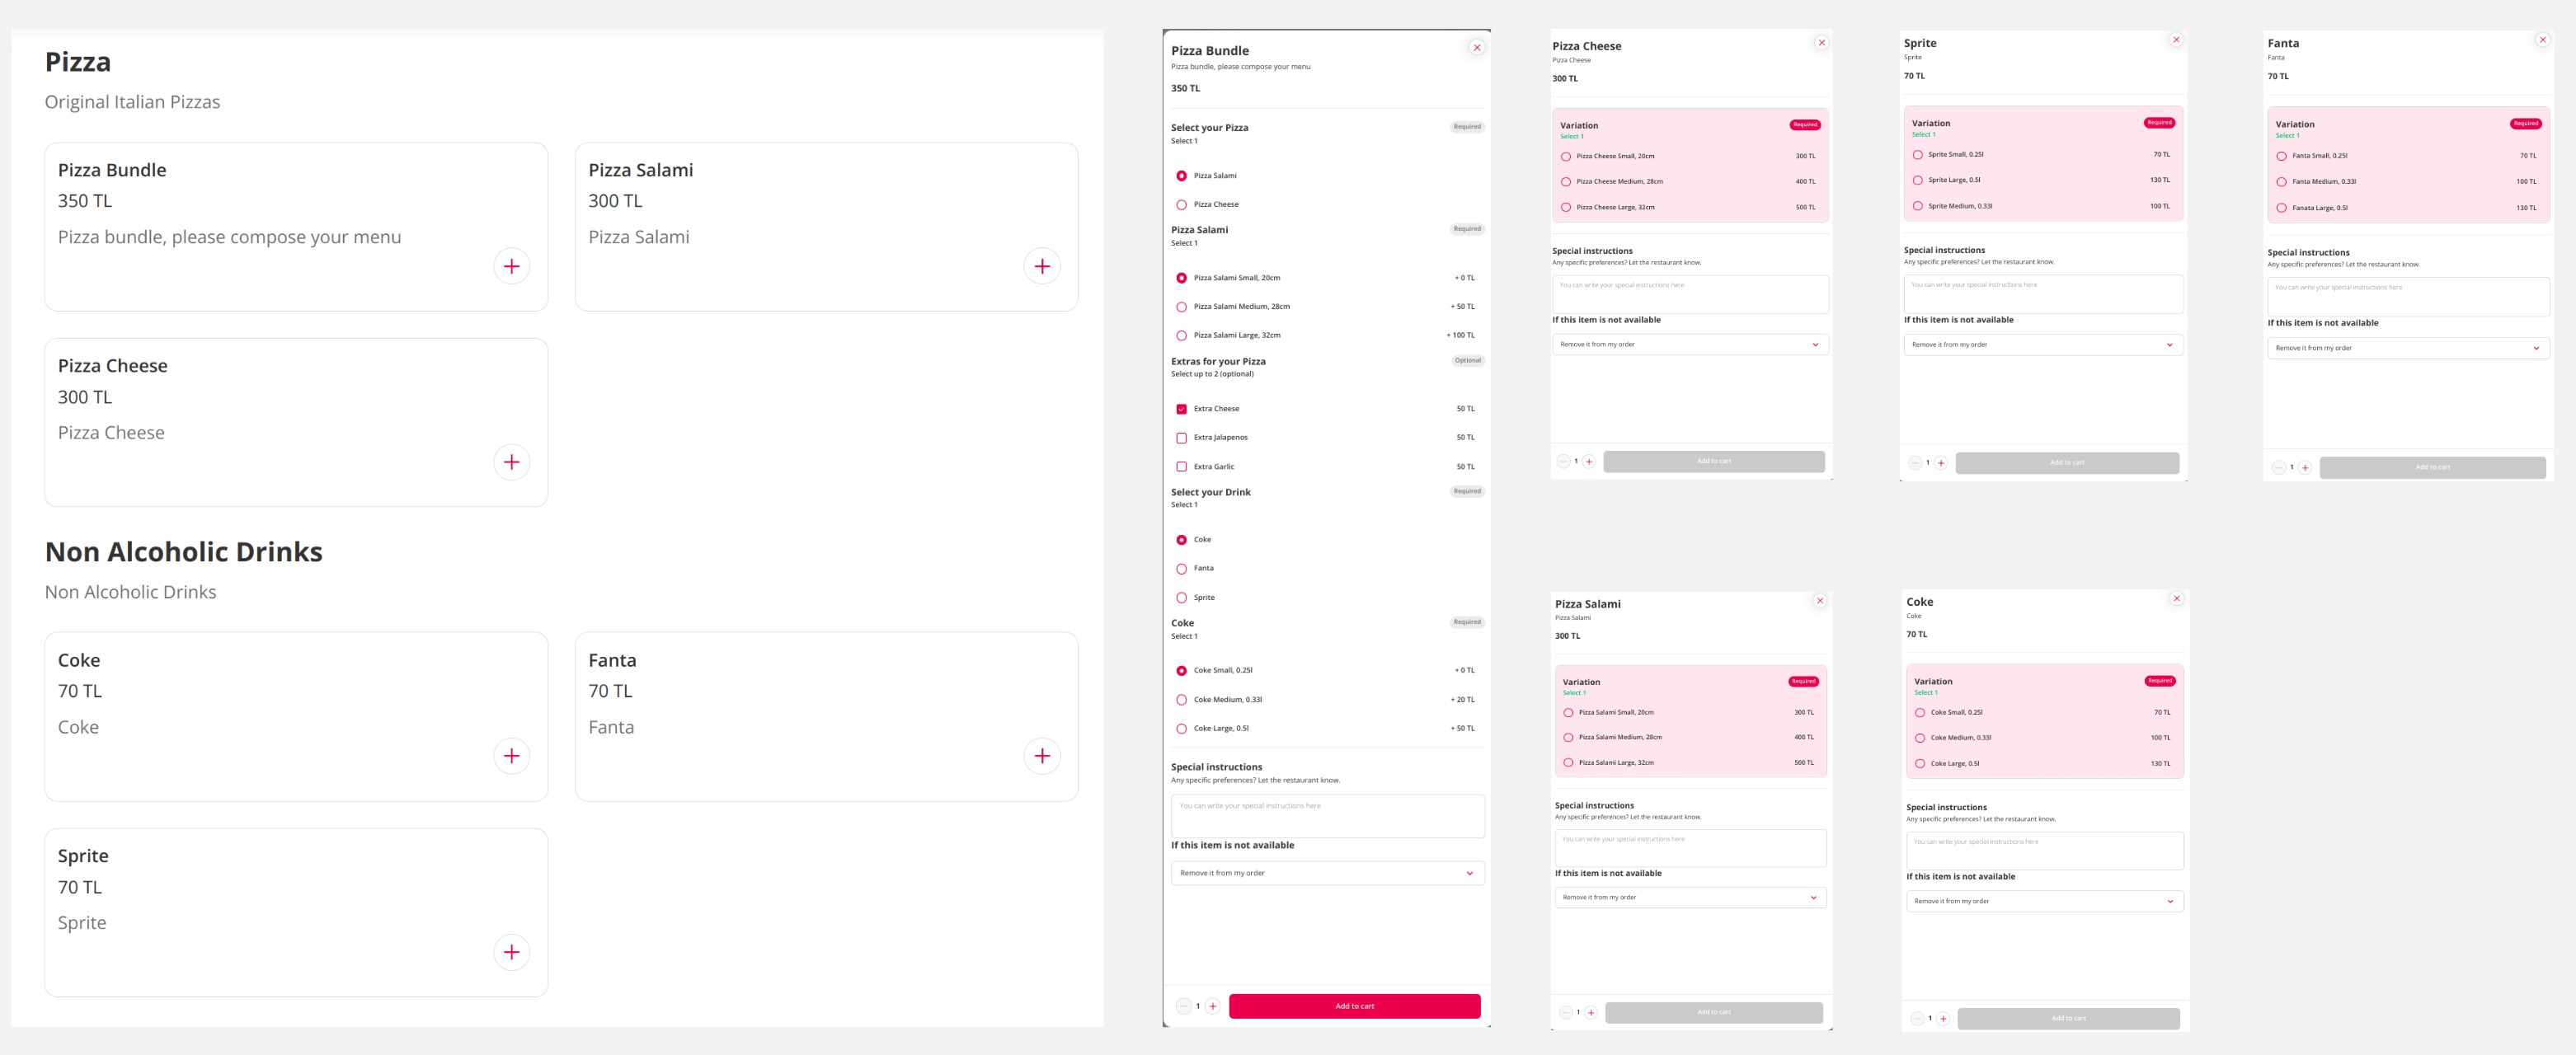 Pizza
Original Italian Pizzas
Pizza Bundle
350 TL
Pizza bundle, please compose your menu
Pizza Salami
300 TL
Pizza Salami
Pizza Cheese
300 TL
Pizza Cheese
Non Alcoholic Drinks
Non Alcoholic Drinks
Coke
70 TL
Coke
Fanta
70 TL
Fanta
Sprite
70 TL
Sprite
Pizza Bundle
Pizza bundle, please compose your menu
350 TL
Select your Pizza Required
Select 1
Pizza Salami
Pizza Cheese
Pizza Salami Required
Select 1
Pizza Salami Small, 20cm + 0 TL
Pizza Salami Medium, 28cm + 50 TL
Pizza Salami Large, 32cm + 100 TL
Extras for your Pizza Optional
Select up to 2 (optional)
Extra Cheese 50 TL
Extra Jalapenos 50 TL
Extra Garlic 50 TL
Select your Drink Required
Select 1
Coke
Fanta
Sprite
Coke Required
Select 1
Coke Small, 0.25l + 0 TL
Coke Medium, 0.33l + 20 TL
Coke Large, 0.5l + 50 TL
Special instructions
Any specific preferences? Let the restaurant know.
You can write your special instructions here
If this item is not available
Remove it from my order
1 Add to cart
Pizza Cheese
Pizza Cheese
300 TL
Variation Required
Select 1
Pizza Cheese Small, 20cm 300 TL
Pizza Cheese Medium, 28cm 400 TL
Pizza Cheese Large, 32cm 500 TL
Special instructions
Any specific preferences? Let the restaurant know.
You can write your special instructions here
If this item is not available
Remove it from my order
1 Add to cart
Sprite
Sprite
70 TL
Variation Required
Select 1
Sprite Small, 0.25l 70 TL
Sprite Large, 0.5l 130 TL
Sprite Medium, 0.33l 100 TL
Special instructions
Any specific preferences? Let the restaurant know.
You can write your special instructions here
If this item is not available
Remove it from my order
1 Add to cart
Fanta
Fanta
70 TL
Variation Required
Select 1
Fanta Small, 0.25l 70 TL
Fanta Medium, 0.33l 100 TL
Fanata Large, 0.5l 130 TL
Special instructions
Any specific preferences? Let the restaurant know.
You can write your special instructions here
If this item is not available
Remove it from my order
1 Add to cart
Pizza Salami
Pizza Salami
300 TL
Variation Required
Select 1
Pizza Salami Small, 20cm 300 TL
Pizza Salami Medium, 28cm 400 TL
Pizza Salami Large, 32cm 500 TL
Special instructions
Any specific preferences? Let the restaurant know.
You can write your special instructions here
If this item is not available
Remove it from my order
1 Add to cart
Coke
Coke
70 TL
Variation Required
Select 1
Coke Small, 0.25l 70 TL
Coke Medium, 0.33l 100 TL
Coke Large, 0.5l 130 TL
Special instructions
Any specific preferences? Let the restaurant know.
You can write your special instructions here
If this item is not available
Remove it from my order
1 Add to cart